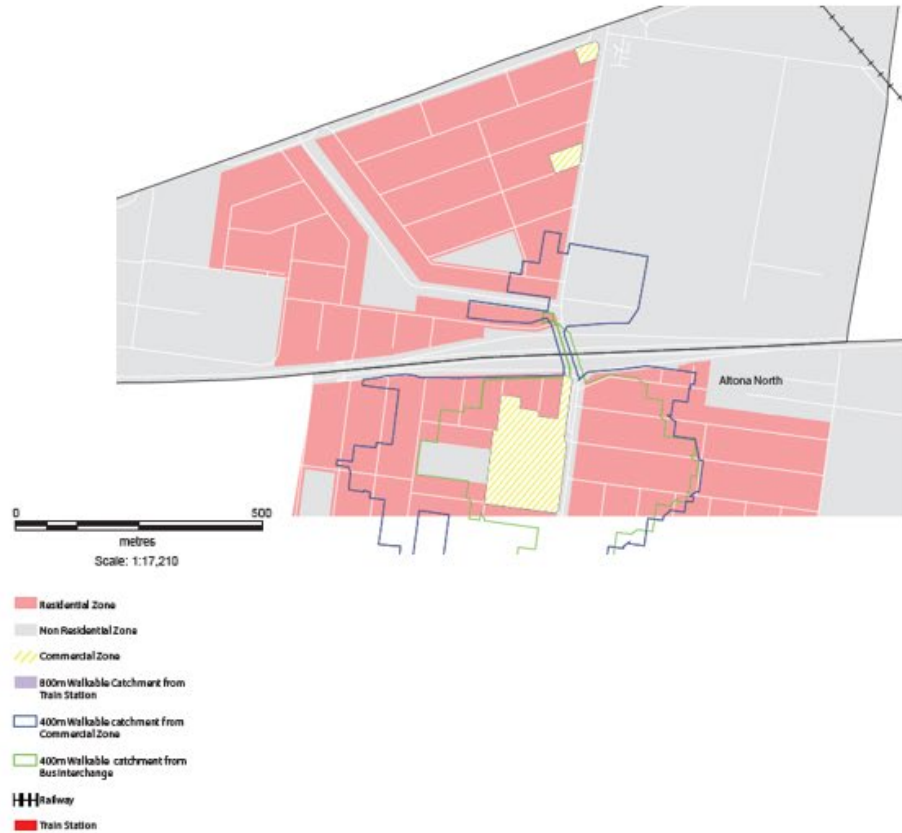 Altona North
0 500
metres
Scale: 1:17,210
Residential Zone
Non Residential Zone
Commercial Zone
800m Walkable Catchment from
Train Station
400m Walkable catchment from
Commercial Zone
400m Walkable catchment from
Bus Interchange
Railway
Train Station